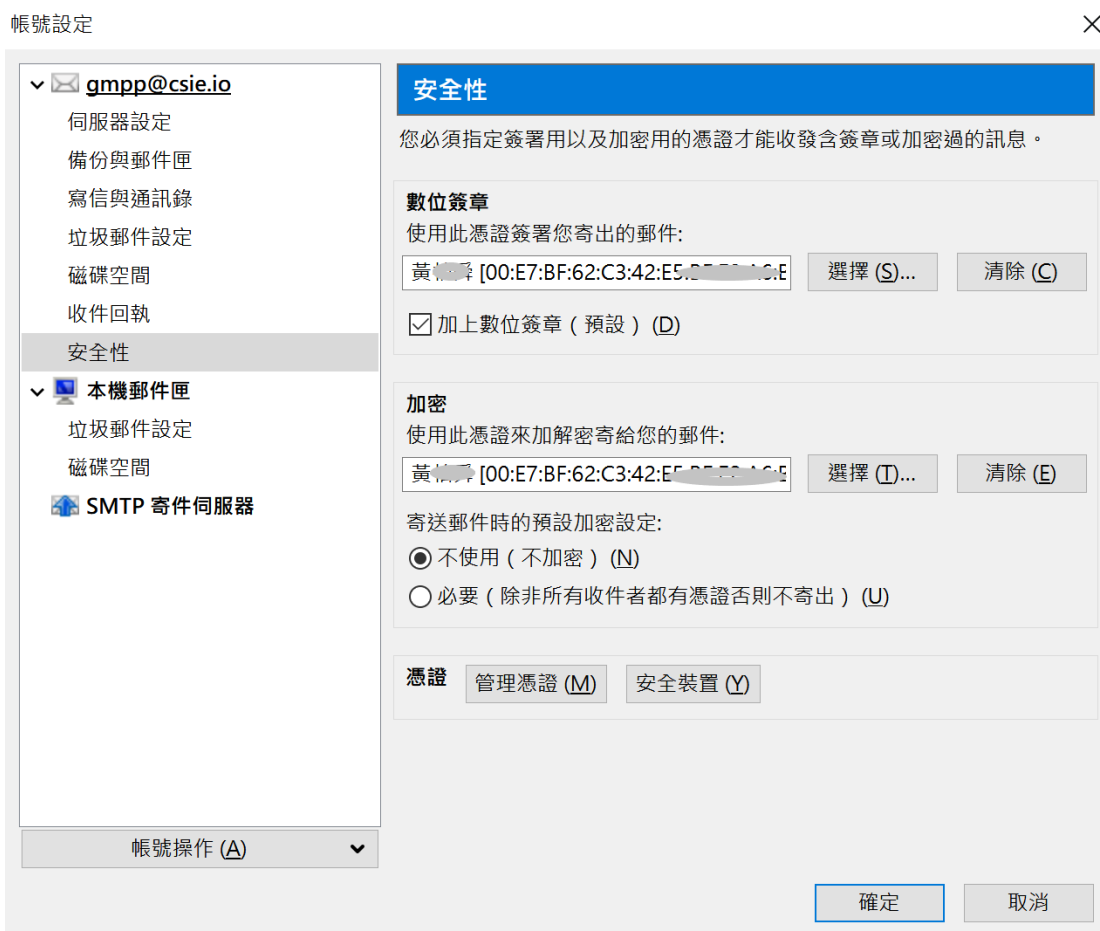 帳號設定
gmpp@csie.io
伺服器設定
備份與郵件匣
寫信與通訊錄
垃圾郵件設定
磁碟空間
收件回執
安全性
本機郵件匣
垃圾郵件設定
磁碟空間
SMTP 寄件伺服器
帳號操作 (A)
安全性
您必須指定簽署用以及加密用的憑證才能收發含簽章或加密過的訊息。
數位簽章
使用此憑證簽署您寄出的郵件:
黃 [00:E7:BF:62:C3:42:E5: 選擇 (S)... 清除 (C)
加上數位簽章（預設） (D)
加密
使用此憑證來加解密寄給您的郵件:
黃 [00:E7:BF:62:C3:42: 選擇 (T)... 清除 (E)
寄送郵件時的預設加密設定:
不使用（不加密） (N)
必要（除非所有收件者都有憑證否則不寄出） (U)
憑證 管理憑證 (M) 安全裝置 (Y)
確定 取消